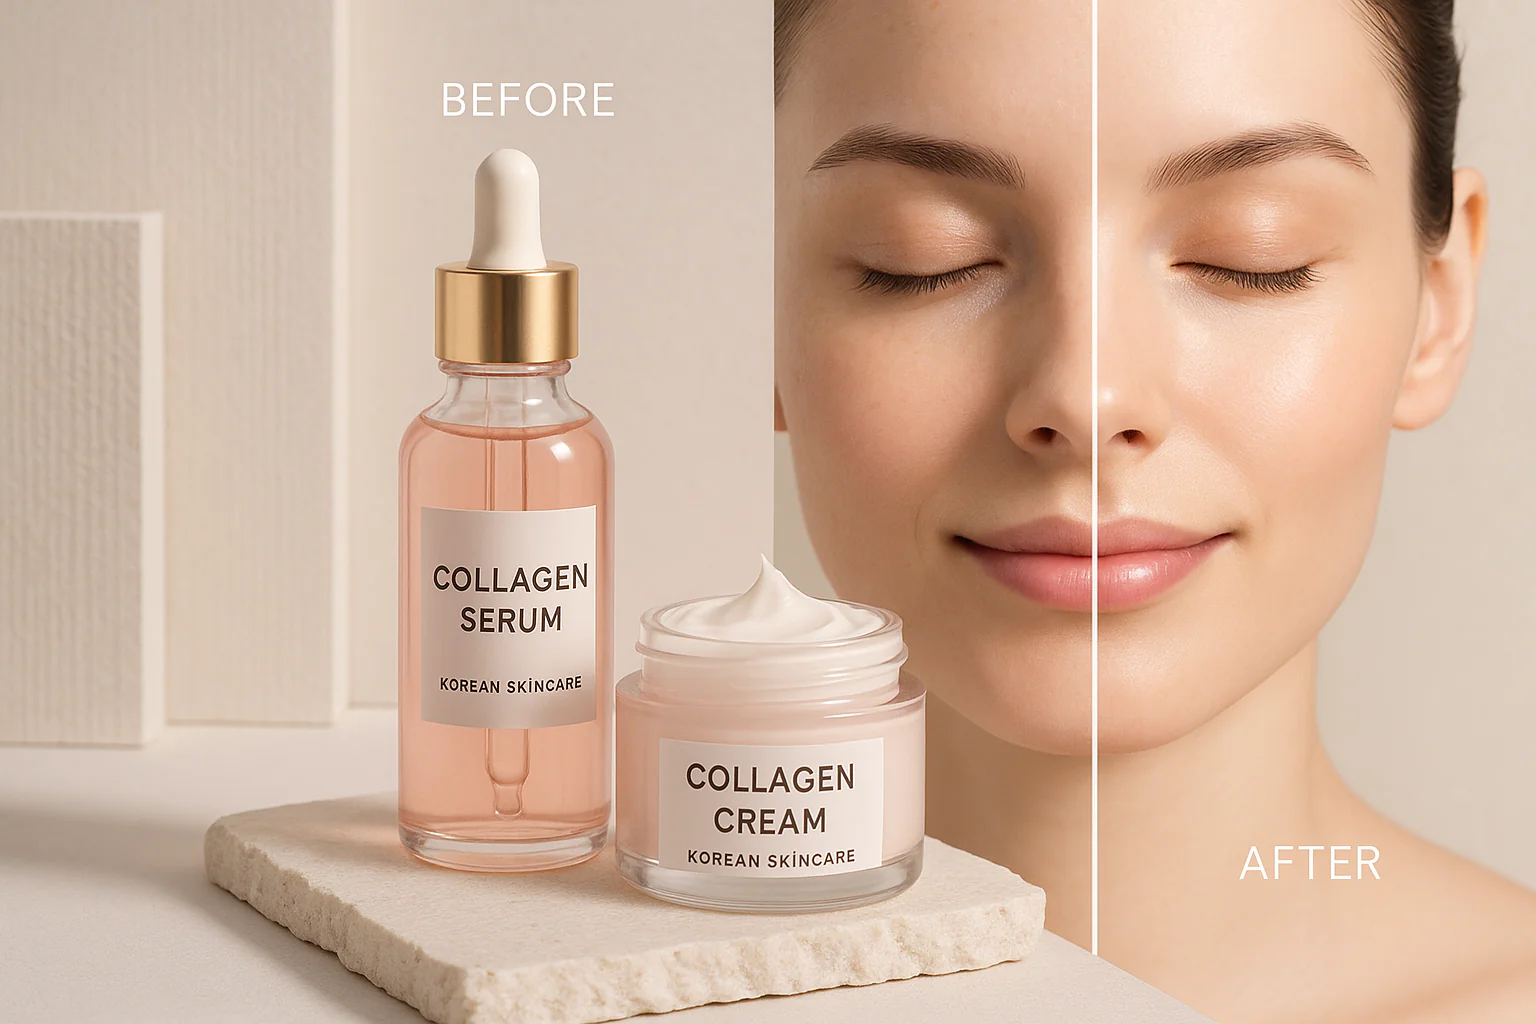 BEFORE
COLLAGEN
SERUM
KOREAN SKİNCARE
COLLAGEN
CREAM
KOREAN SKİNCARE
AFTER